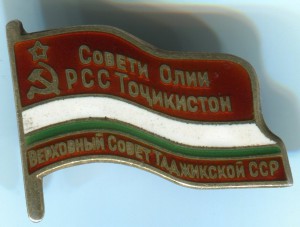 Совети Олии
РСС Тоҷикистон
Верховный Совет Таджикской ССР